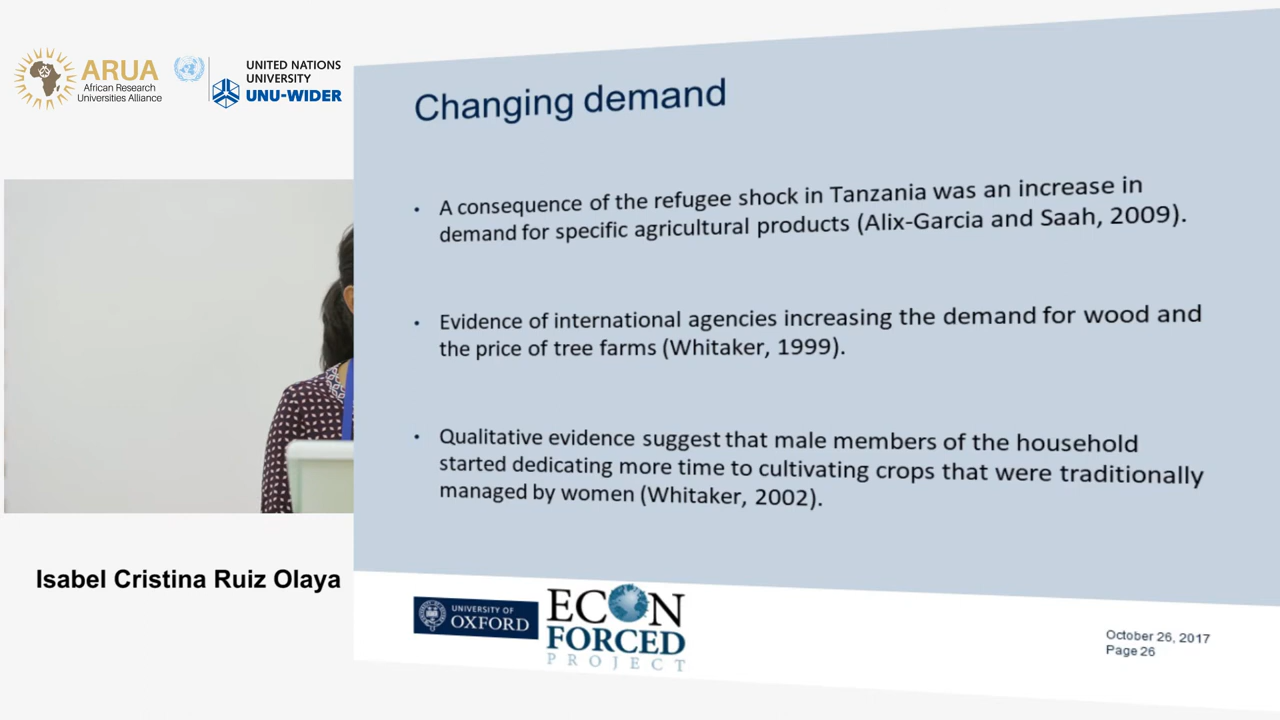 ARUA
African Research
Universities Alliance
UNITED NATIONS
UNIVERSITY
UNU-WIDER
Changing demand
• A consequence of the refugee shock in Tanzania was an increase in
demand for specific agricultural products (Alix-Garcia and Saah, 2009).
• Evidence of international agencies increasing the demand for wood and
the price of tree farms (Whitaker, 1999).
• Qualitative evidence suggest that male members of the household
started dedicating more time to cultivating crops that were traditionally
managed by women (Whitaker, 2002).
Isabel Cristina Ruiz Olaya
UNIVERSITY OF
OXFORD
ECON
FORCED
PROJECT
October 26, 2017
Page 26